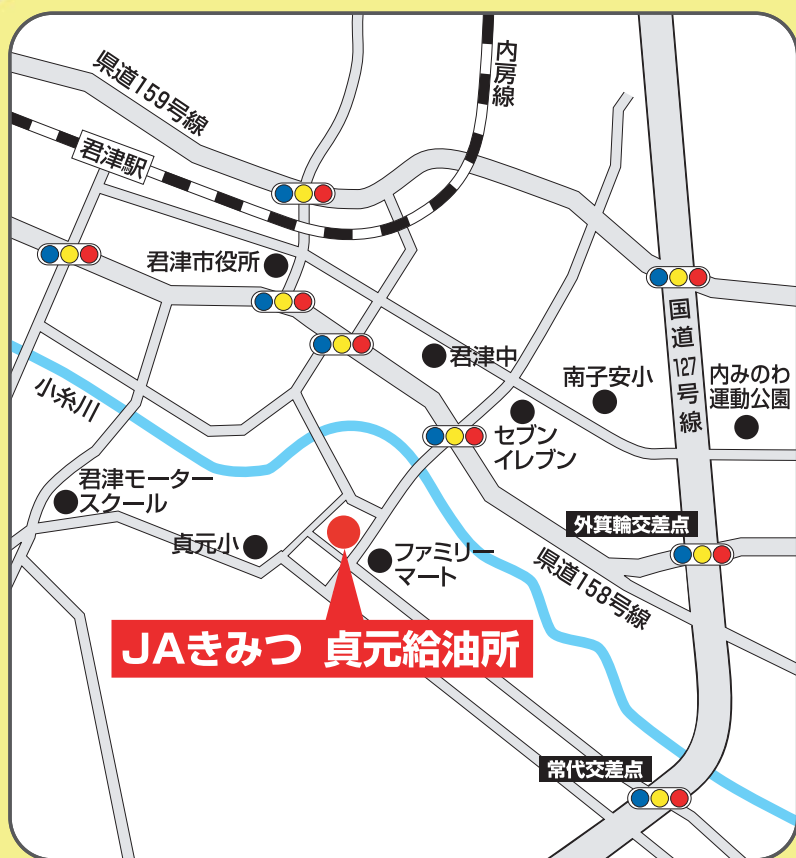 内房線
県道159号線
君津駅
君津市役所
君津中
南子安小
国道127号線
内みのわ
運動公園
セブン
イレブン
小糸川
君津モーター
スクール
貞元小
ファミリー
マート
外箕輪交差点
県道158号線
JAきみつ 貞元給油所
常代交差点